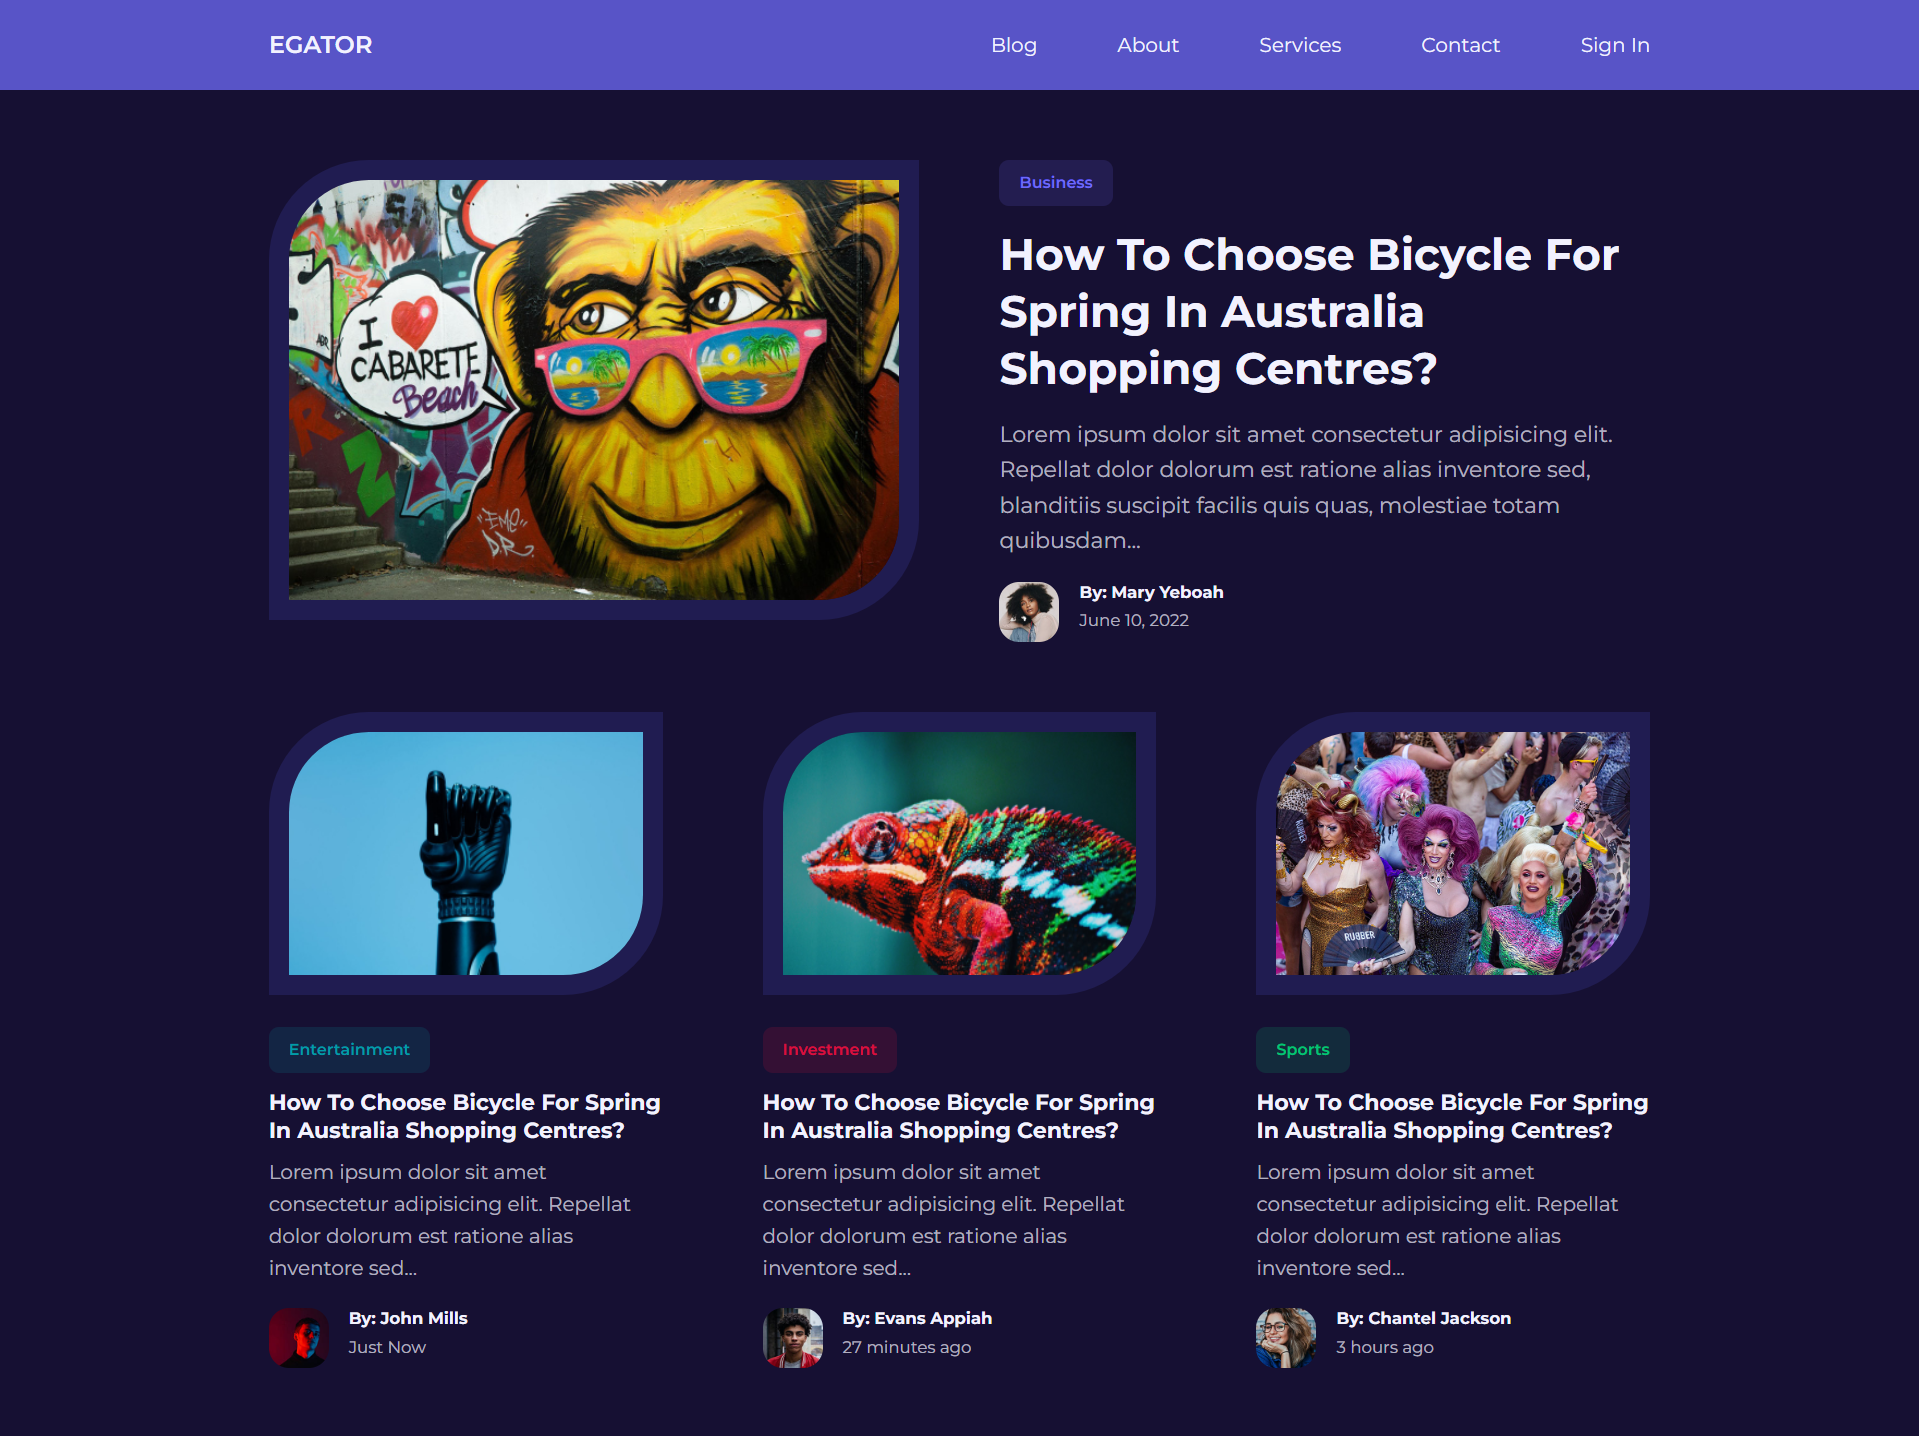 EGATOR
Blog About Services Contact Sign In
I
CABARETE
Beach
Business
How To Choose Bicycle For
Spring In Australia
Shopping Centres?
Lorem ipsum dolor sit amet consectetur adipisicing elit.
Repellat dolor dolorum est ratione alias inventore sed,
blanditiis suscipit facilis quis quas, molestiae totam
quibusdam...
By: Mary Yeboah
June 10, 2022
RUBBER
Entertainment
How To Choose Bicycle For Spring
In Australia Shopping Centres?
Lorem ipsum dolor sit amet
consectetur adipisicing elit. Repellat
dolor dolorum est ratione alias
inventore sed...
By: John Mills
Just Now
Investment
How To Choose Bicycle For Spring
In Australia Shopping Centres?
Lorem ipsum dolor sit amet
consectetur adipisicing elit. Repellat
dolor dolorum est ratione alias
inventore sed...
By: Evans Appiah
27 minutes ago
Sports
How To Choose Bicycle For Spring
In Australia Shopping Centres?
Lorem ipsum dolor sit amet
consectetur adipisicing elit. Repellat
dolor dolorum est ratione alias
inventore sed...
By: Chantel Jackson
3 hours ago